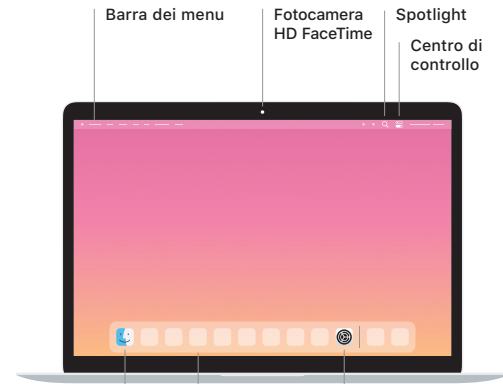 Barra dei menu
Fotocamera
HD FaceTime
Spotlight
Centro di
controllo